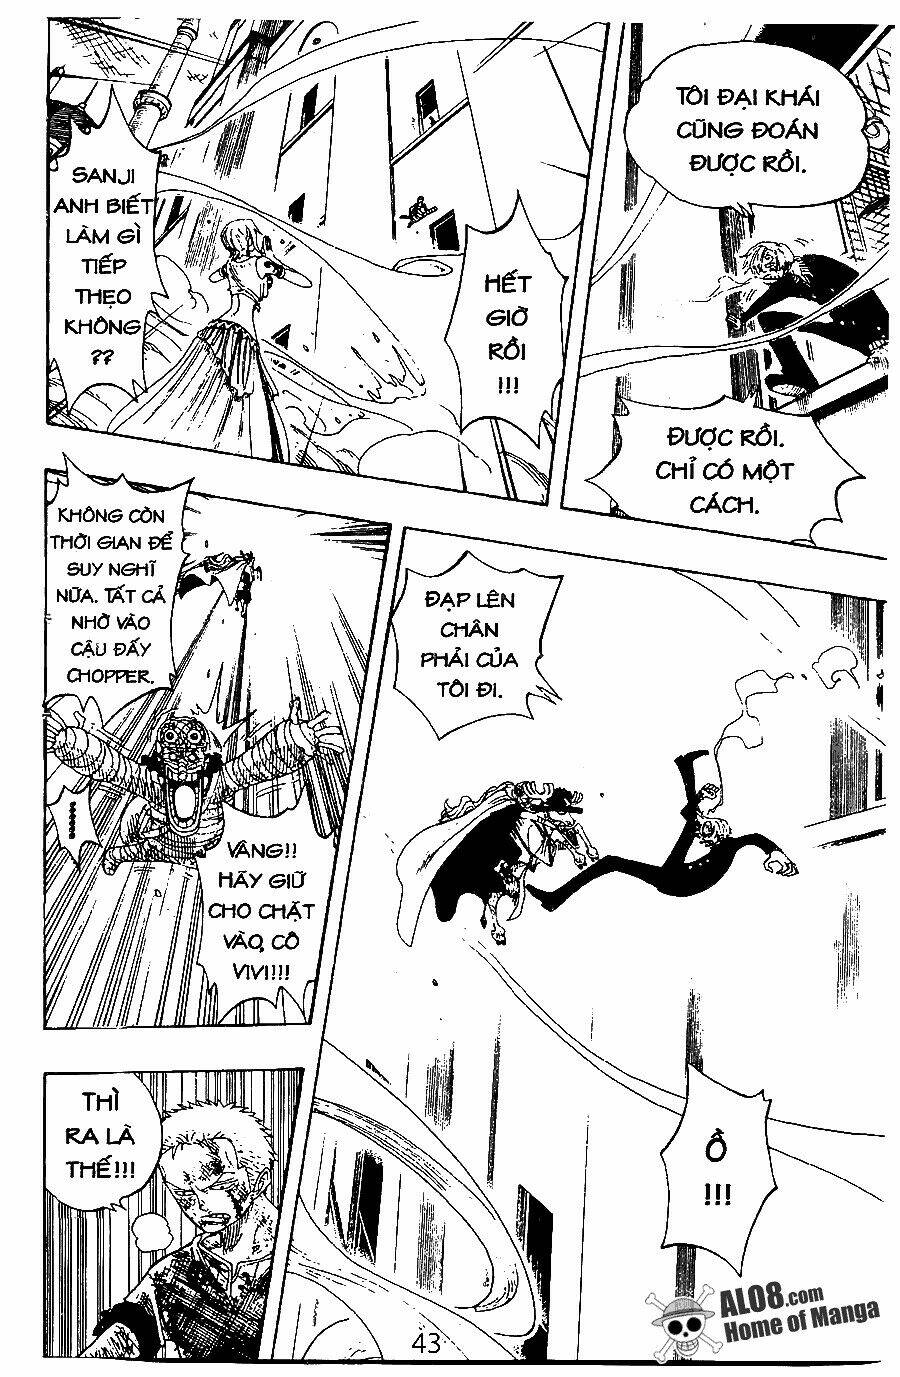 TÔI ĐẠI KHÁI
CŨNG ĐOÁN
ĐƯỢC RỒI.
ĐƯỢC RỒI.
CHỈ CÓ MỘT
CÁCH.
HẾT
GIỜ
RỒI
!!!
SANJI
ANH BIẾT
LÂM GÌ
TIẾP
THẸO
KHÔNG
??
ĐẠP LÊN
CHÂN
PHẢI CỦA
TÔI ĐI.
KHÔNG CÒN
THỜI GIAN ĐỂ
SUY NGHĨ
NỮA. TẤT CẢ
NHỜ VÀO
CẬU ĐẤY
CHOPPER.
VÂNG!!
HÃY GIỮ
CHO CHẶT
VÀO, CÔ
VIVI!!!
Ồ
!!!
THÌ
RA LÀ
THẾ!!!
43
ALO8.com
Home of Manga